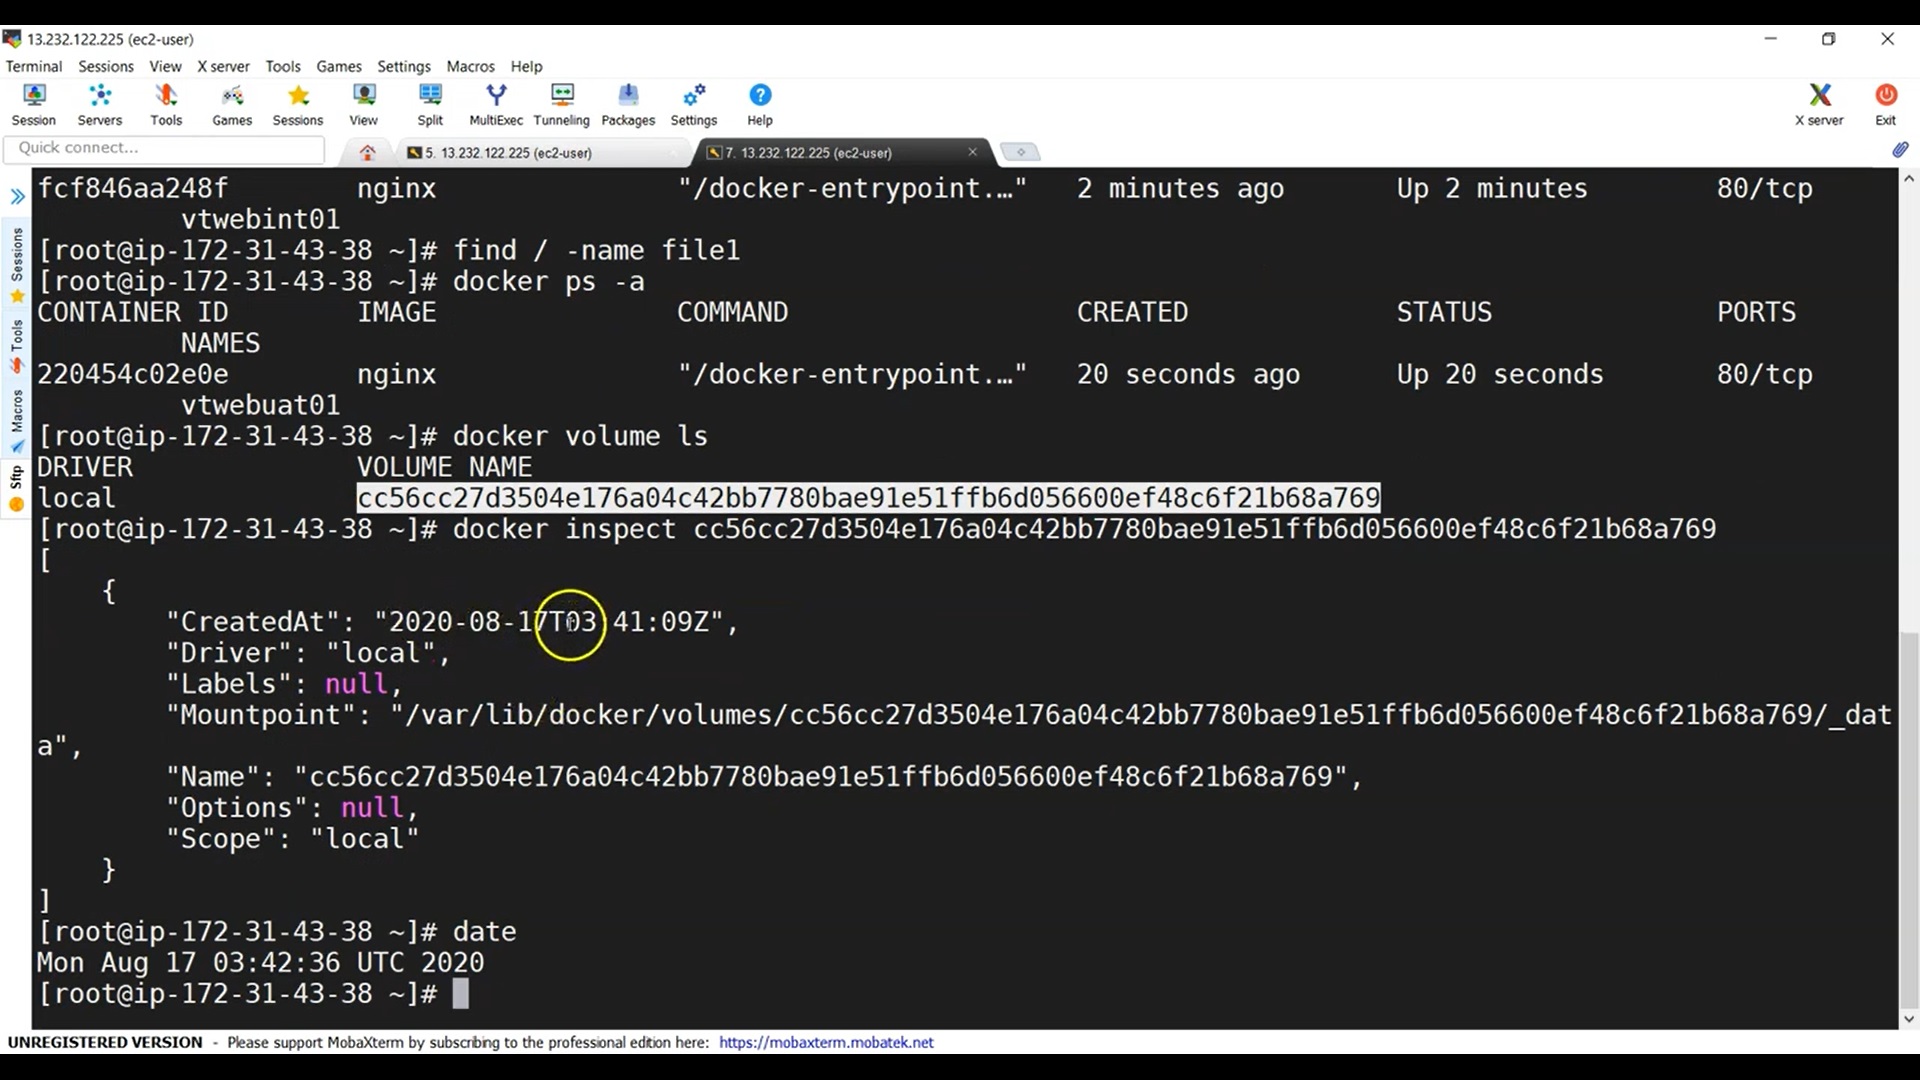 13.232.122.225 (ec2-user)
Terminal Sessions View X server Tools Games Settings Macros Help
Session Servers Tools Games Sessions View Split MultiExec Tunneling Packages Settings Help X server Exit
Quick connect... 5. 13.232.122.225 (ec2-user) 7. 13.232.122.225 (ec2-user)
Sessions
Tools
Macros
Sftp
fcf846aa248f nginx "/docker-entrypoint.…" 2 minutes ago Up 2 minutes 80/tcp
vtwebint01
[root@ip-172-31-43-38 ~]# find / -name file1
[root@ip-172-31-43-38 ~]# docker ps -a
CONTAINER ID IMAGE COMMAND CREATED STATUS PORTS
NAMES
220454c02e0e nginx "/docker-entrypoint.…" 20 seconds ago Up 20 seconds 80/tcp
vtwebuat01
[root@ip-172-31-43-38 ~]# docker volume ls
DRIVER VOLUME NAME
local cc56cc27d3504e176a04c42bb7780bae91e51ffb6d056600ef48c6f21b68a769
[root@ip-172-31-43-38 ~]# docker inspect cc56cc27d3504e176a04c42bb7780bae91e51ffb6d056600ef48c6f21b68a769
[
{
"CreatedAt": "2020-08-17T03:41:09Z",
"Driver": "local",
"Labels": null,
"Mountpoint": "/var/lib/docker/volumes/cc56cc27d3504e176a04c42bb7780bae91e51ffb6d056600ef48c6f21b68a769/_dat
a",
"Name": "cc56cc27d3504e176a04c42bb7780bae91e51ffb6d056600ef48c6f21b68a769",
"Options": null,
"Scope": "local"
}
]
[root@ip-172-31-43-38 ~]# date
Mon Aug 17 03:42:36 UTC 2020
[root@ip-172-31-43-38 ~]#
UNREGISTERED VERSION - Please support MobaXterm by subscribing to the professional edition here: https://mobaxterm.mobatek.net